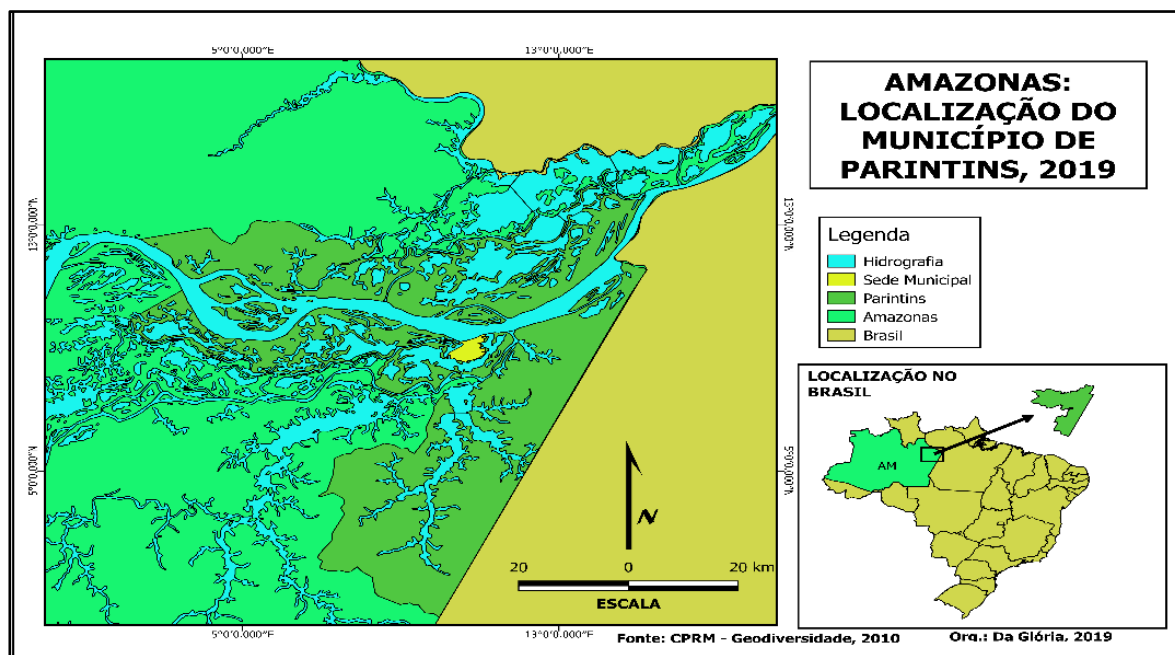 5°0'0,000"E
13°0'0,000"E
AMAZONAS:
LOCALIZAÇÃO DO
MUNICÍPIO DE
PARINTINS, 2019
13°0'0,000"N
13°0'0,000"N
Legenda
Hidrografia
Sede Municipal
Parintins
Amazonas
Brasil
LOCALIZAÇÃO NO
BRASIL
AM
5°0'0,000"N
5°0'0,000"N
N
20 0 20 km
ESCALA
5°0'0,000"E
13°0'0,000"E
Fonte: CPRM - Geodiversidade, 2010
Org.: Da Glória, 2019